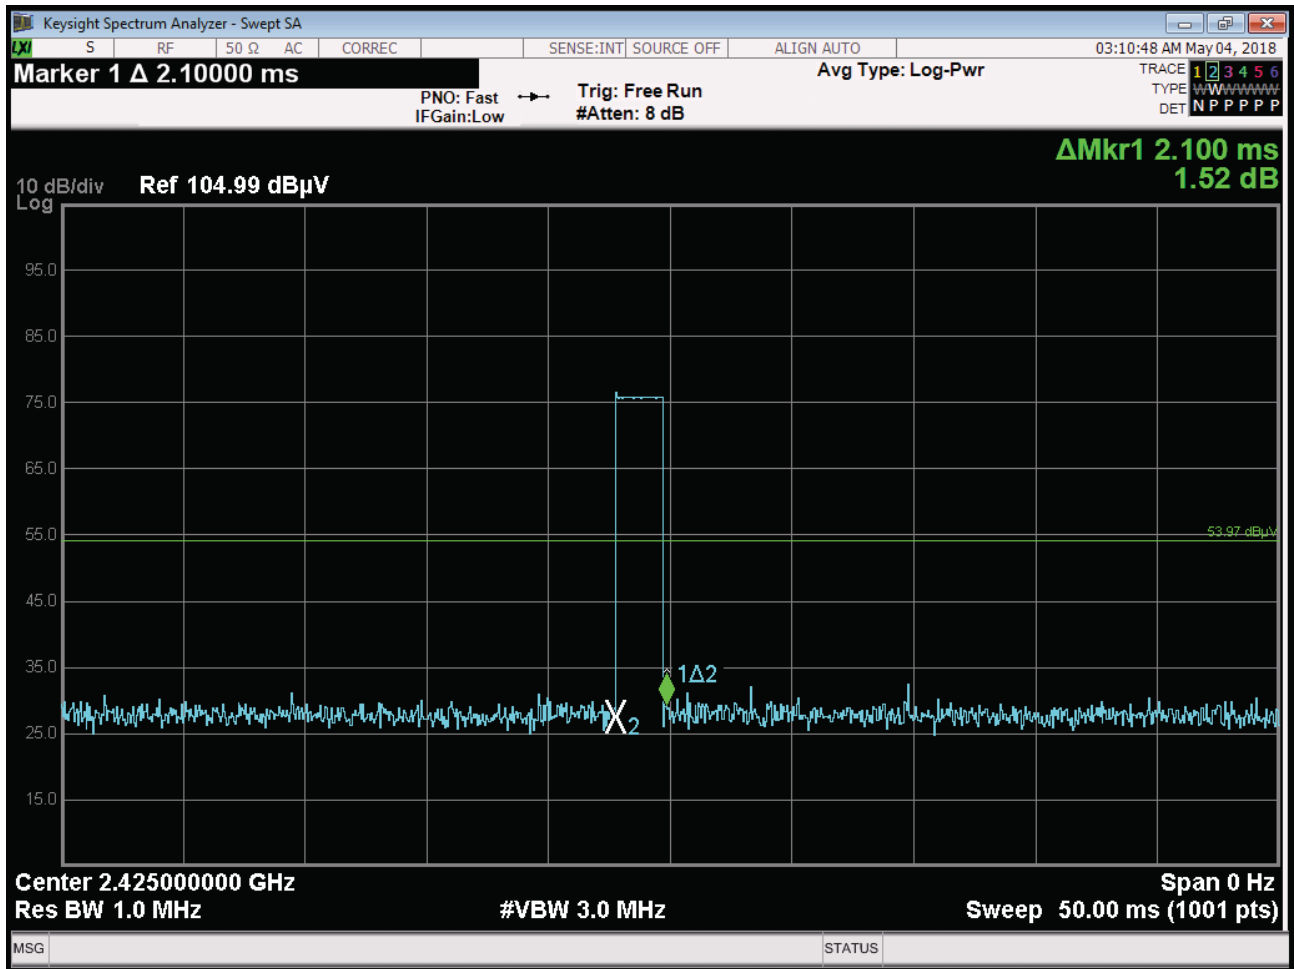 Keysight Spectrum Analyzer - Swept SA
LXI S RF 50 Ω AC CORREC SENSE:INT SOURCE OFF ALIGN AUTO 03:10:48 AM May 04, 2018
Marker 1 Δ 2.10000 ms
PNO: Fast
IFGain:Low
Trig: Free Run
#Atten: 8 dB
Avg Type: Log-Pwr
TRACE 1 2 3 4 5 6
TYPE W W W W W W
DET N P P P P P
ΔMkr1 2.100 ms
1.52 dB
10 dB/div Ref 104.99 dBµV
Log
95.0
85.0
75.0
65.0
55.0
53.97 dBµV
45.0
35.0
1Δ2
25.0
2
15.0
Center 2.425000000 GHz Span 0 Hz
Res BW 1.0 MHz #VBW 3.0 MHz Sweep 50.00 ms (1001 pts)
MSG STATUS